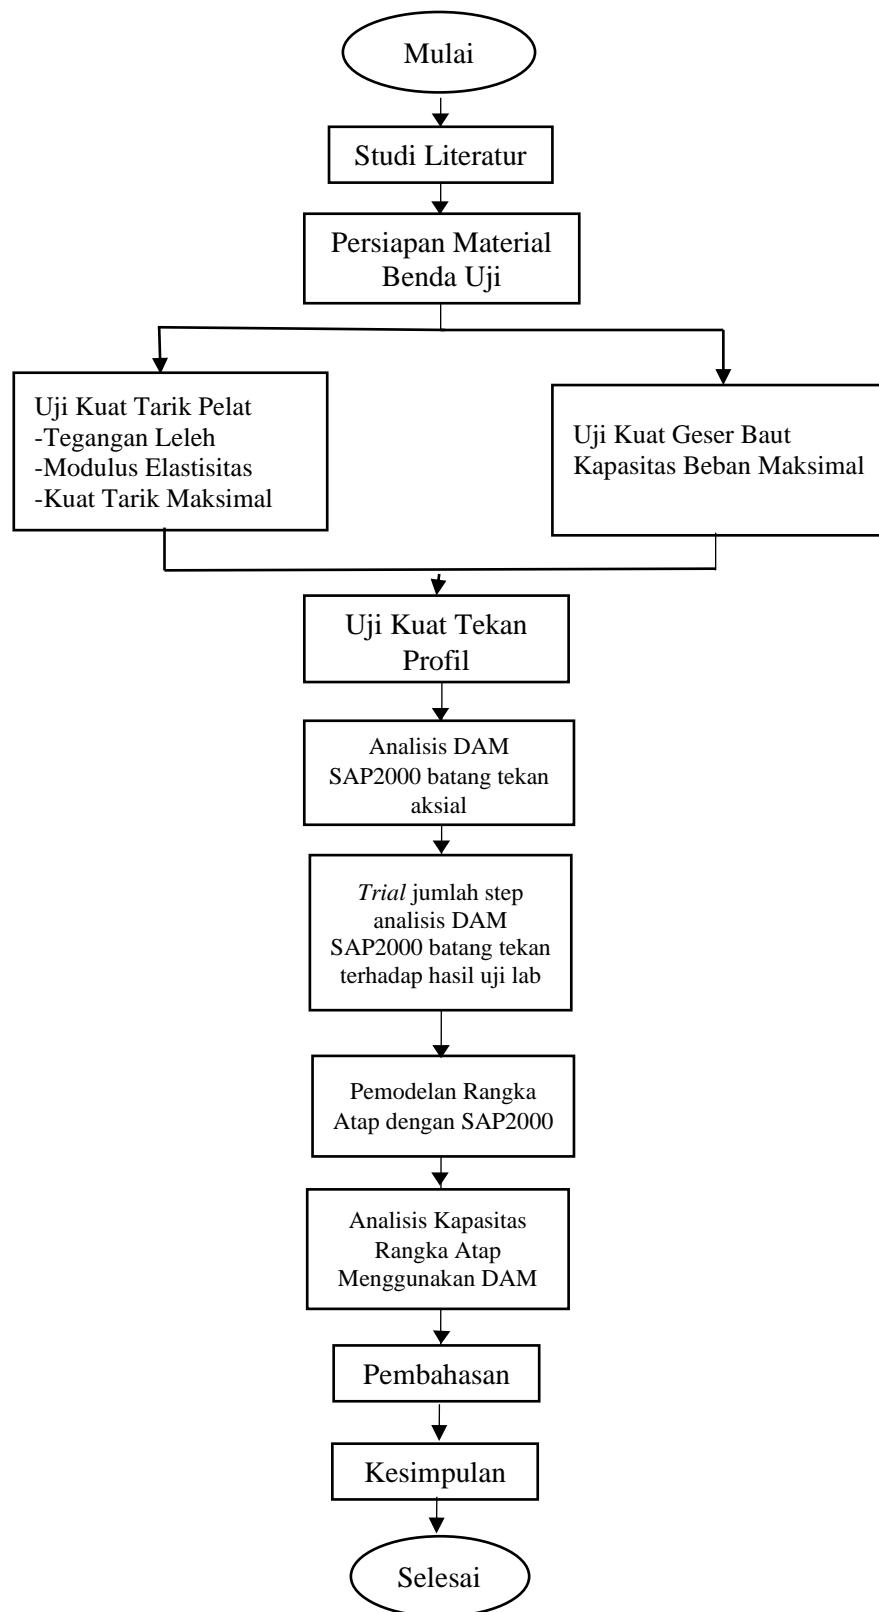 Mulai
Studi Literatur
Persiapan Material
Benda Uji
Uji Kuat Tarik Pelat
-Tegangan Leleh
-Modulus Elastisitas
-Kuat Tarik Maksimal
Uji Kuat Geser Baut
Kapasitas Beban Maksimal
Uji Kuat Tekan
Profil
Analisis DAM
SAP2000 batang tekan
aksial
Trial jumlah step
analisis DAM
SAP2000 batang tekan
terhadap hasil uji lab
Pemodelan Rangka
Atap dengan SAP2000
Analisis Kapasitas
Rangka Atap
Menggunakan DAM
Pembahasan
Kesimpulan
Selesai